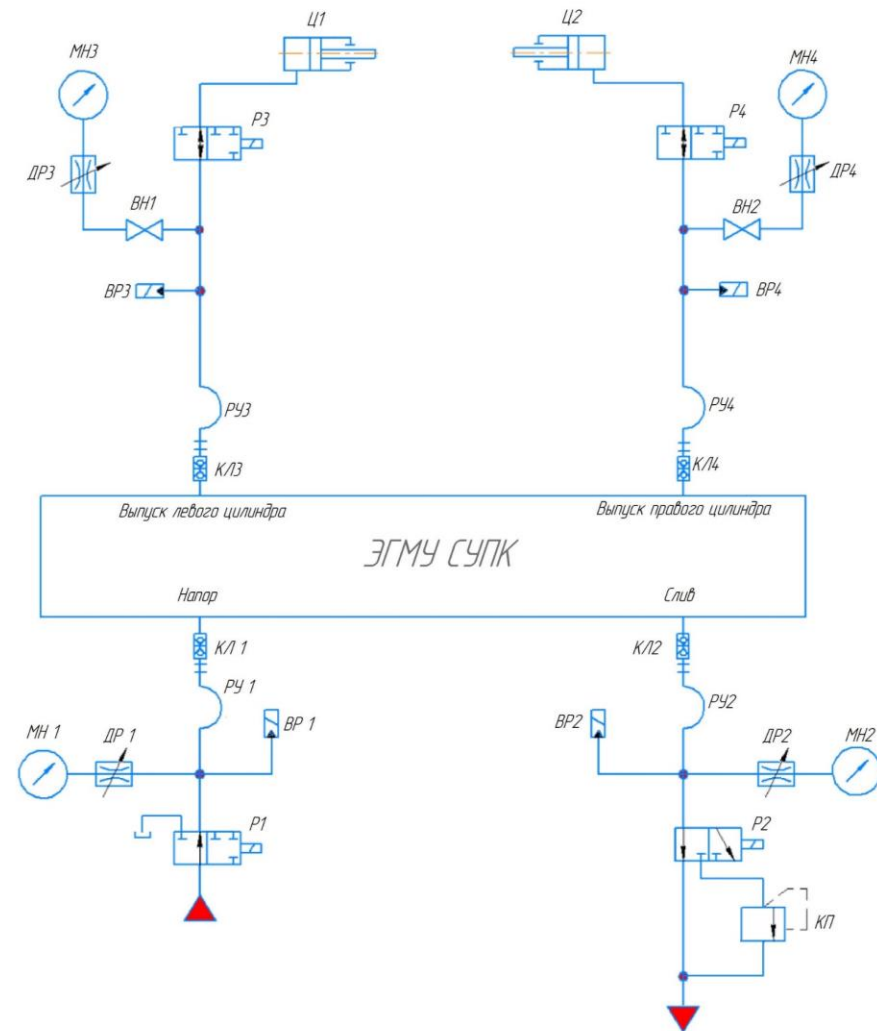 Ц1
Ц2
МН3
МН4
Р3
Р4
ДР3
ДР4
ВН1
ВН2
ВР3
ВР4
РУ3
РУ4
КЛ3
КЛ4
Выпуск левого цилиндра
Выпуск правого цилиндра
ЭГМУ СУПК
Напор
Слив
КЛ 1
КЛ2
РУ 1
РУ2
МН 1
ДР 1
ВР 1
ВР2
ДР2
МН2
Р1
Р2
КП